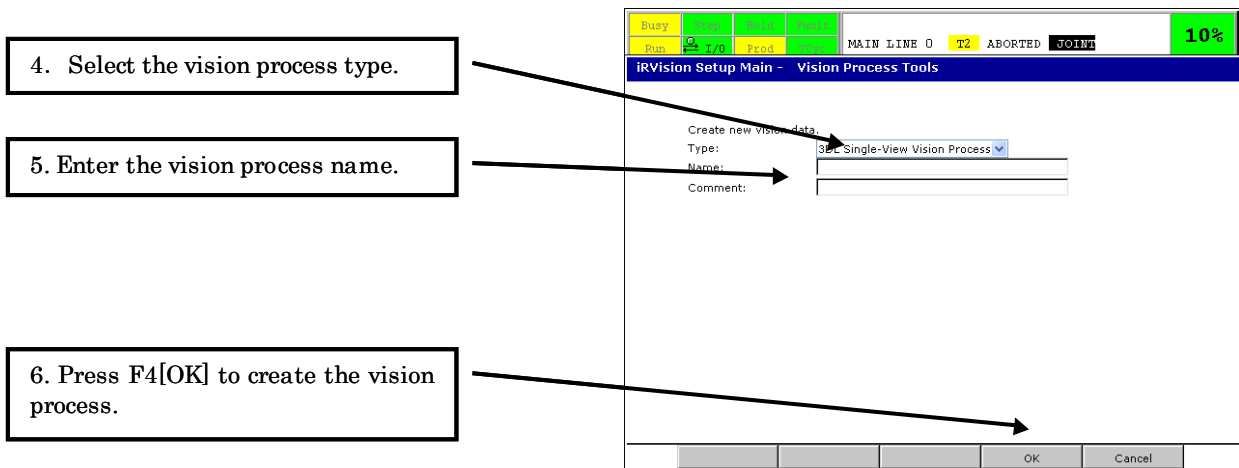 4. Select the vision process type.
5. Enter the vision process name.
6. Press F4[OK] to create the vision
process.
Busy Step Hold Fault
Run I/O Prod TCyc
MAIN LINE 0 T2 ABORTED JOINT
10%
iRVision Setup Main - Vision Process Tools
Create new vision data.
Type: 3DL Single-View Vision Process
Name:
Comment:
OK Cancel